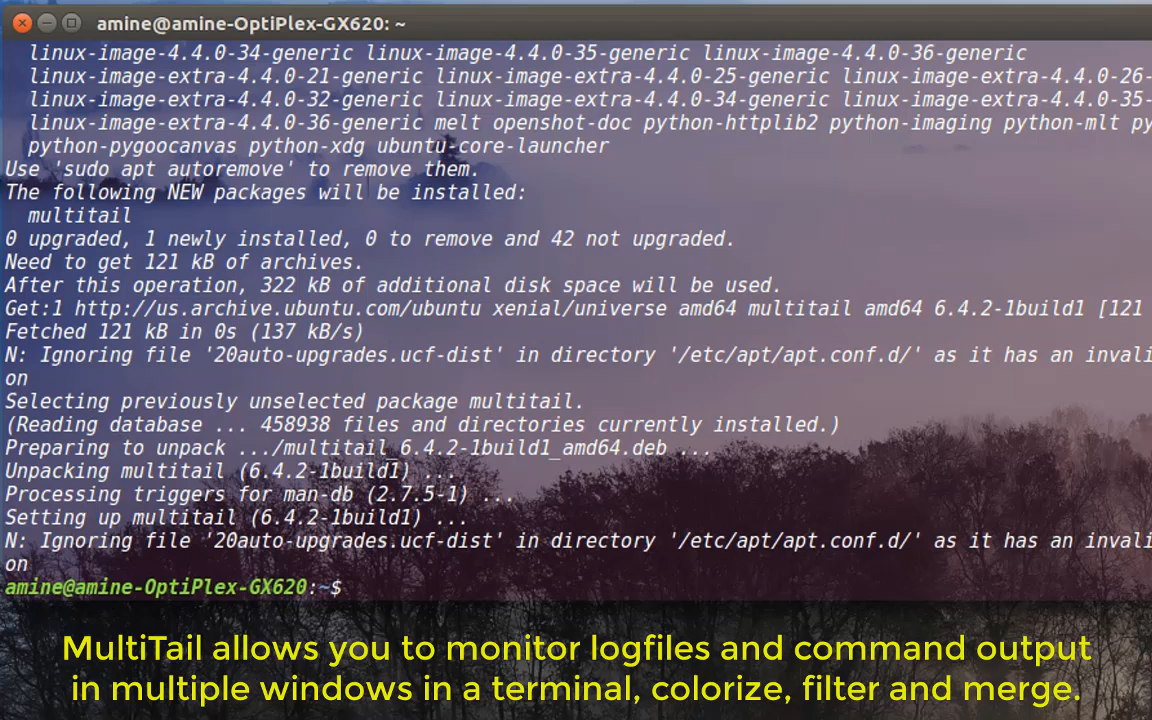 amine@amine-OptiPlex-GX620: ~
linux-image-4.4.0-34-generic linux-image-4.4.0-35-generic linux-image-4.4.0-36-generic
linux-image-extra-4.4.0-21-generic linux-image-extra-4.4.0-25-generic linux-image-extra-4.4.0-26-
linux-image-extra-4.4.0-32-generic linux-image-extra-4.4.0-34-generic linux-image-extra-4.4.0-35-
linux-image-extra-4.4.0-36-generic melt openshot-doc python-httplib2 python-imaging python-mlt py
python-pygoocanvas python-xdg ubuntu-core-launcher
Use 'sudo apt autoremove' to remove them.
The following NEW packages will be installed:
multitail
0 upgraded, 1 newly installed, 0 to remove and 42 not upgraded.
Need to get 121 kB of archives.
After this operation, 322 kB of additional disk space will be used.
Get:1 http://us.archive.ubuntu.com/ubuntu xenial/universe amd64 multitail amd64 6.4.2-1build1 [121
Fetched 121 kB in 0s (137 kB/s)
N: Ignoring file '20auto-upgrades.ucf-dist' in directory '/etc/apt/apt.conf.d/' as it has an invali
on
Selecting previously unselected package multitail.
(Reading database ... 458938 files and directories currently installed.)
Preparing to unpack .../multitail_6.4.2-1build1_amd64.deb ...
Unpacking multitail (6.4.2-1build1) ...
Processing triggers for man-db (2.7.5-1) ...
Setting up multitail (6.4.2-1build1) ...
N: Ignoring file '20auto-upgrades.ucf-dist' in directory '/etc/apt/apt.conf.d/' as it has an invali
on
amine@amine-OptiPlex-GX620:~$
MultiTail allows you to monitor logfiles and command output
in multiple windows in a terminal, colorize, filter and merge.